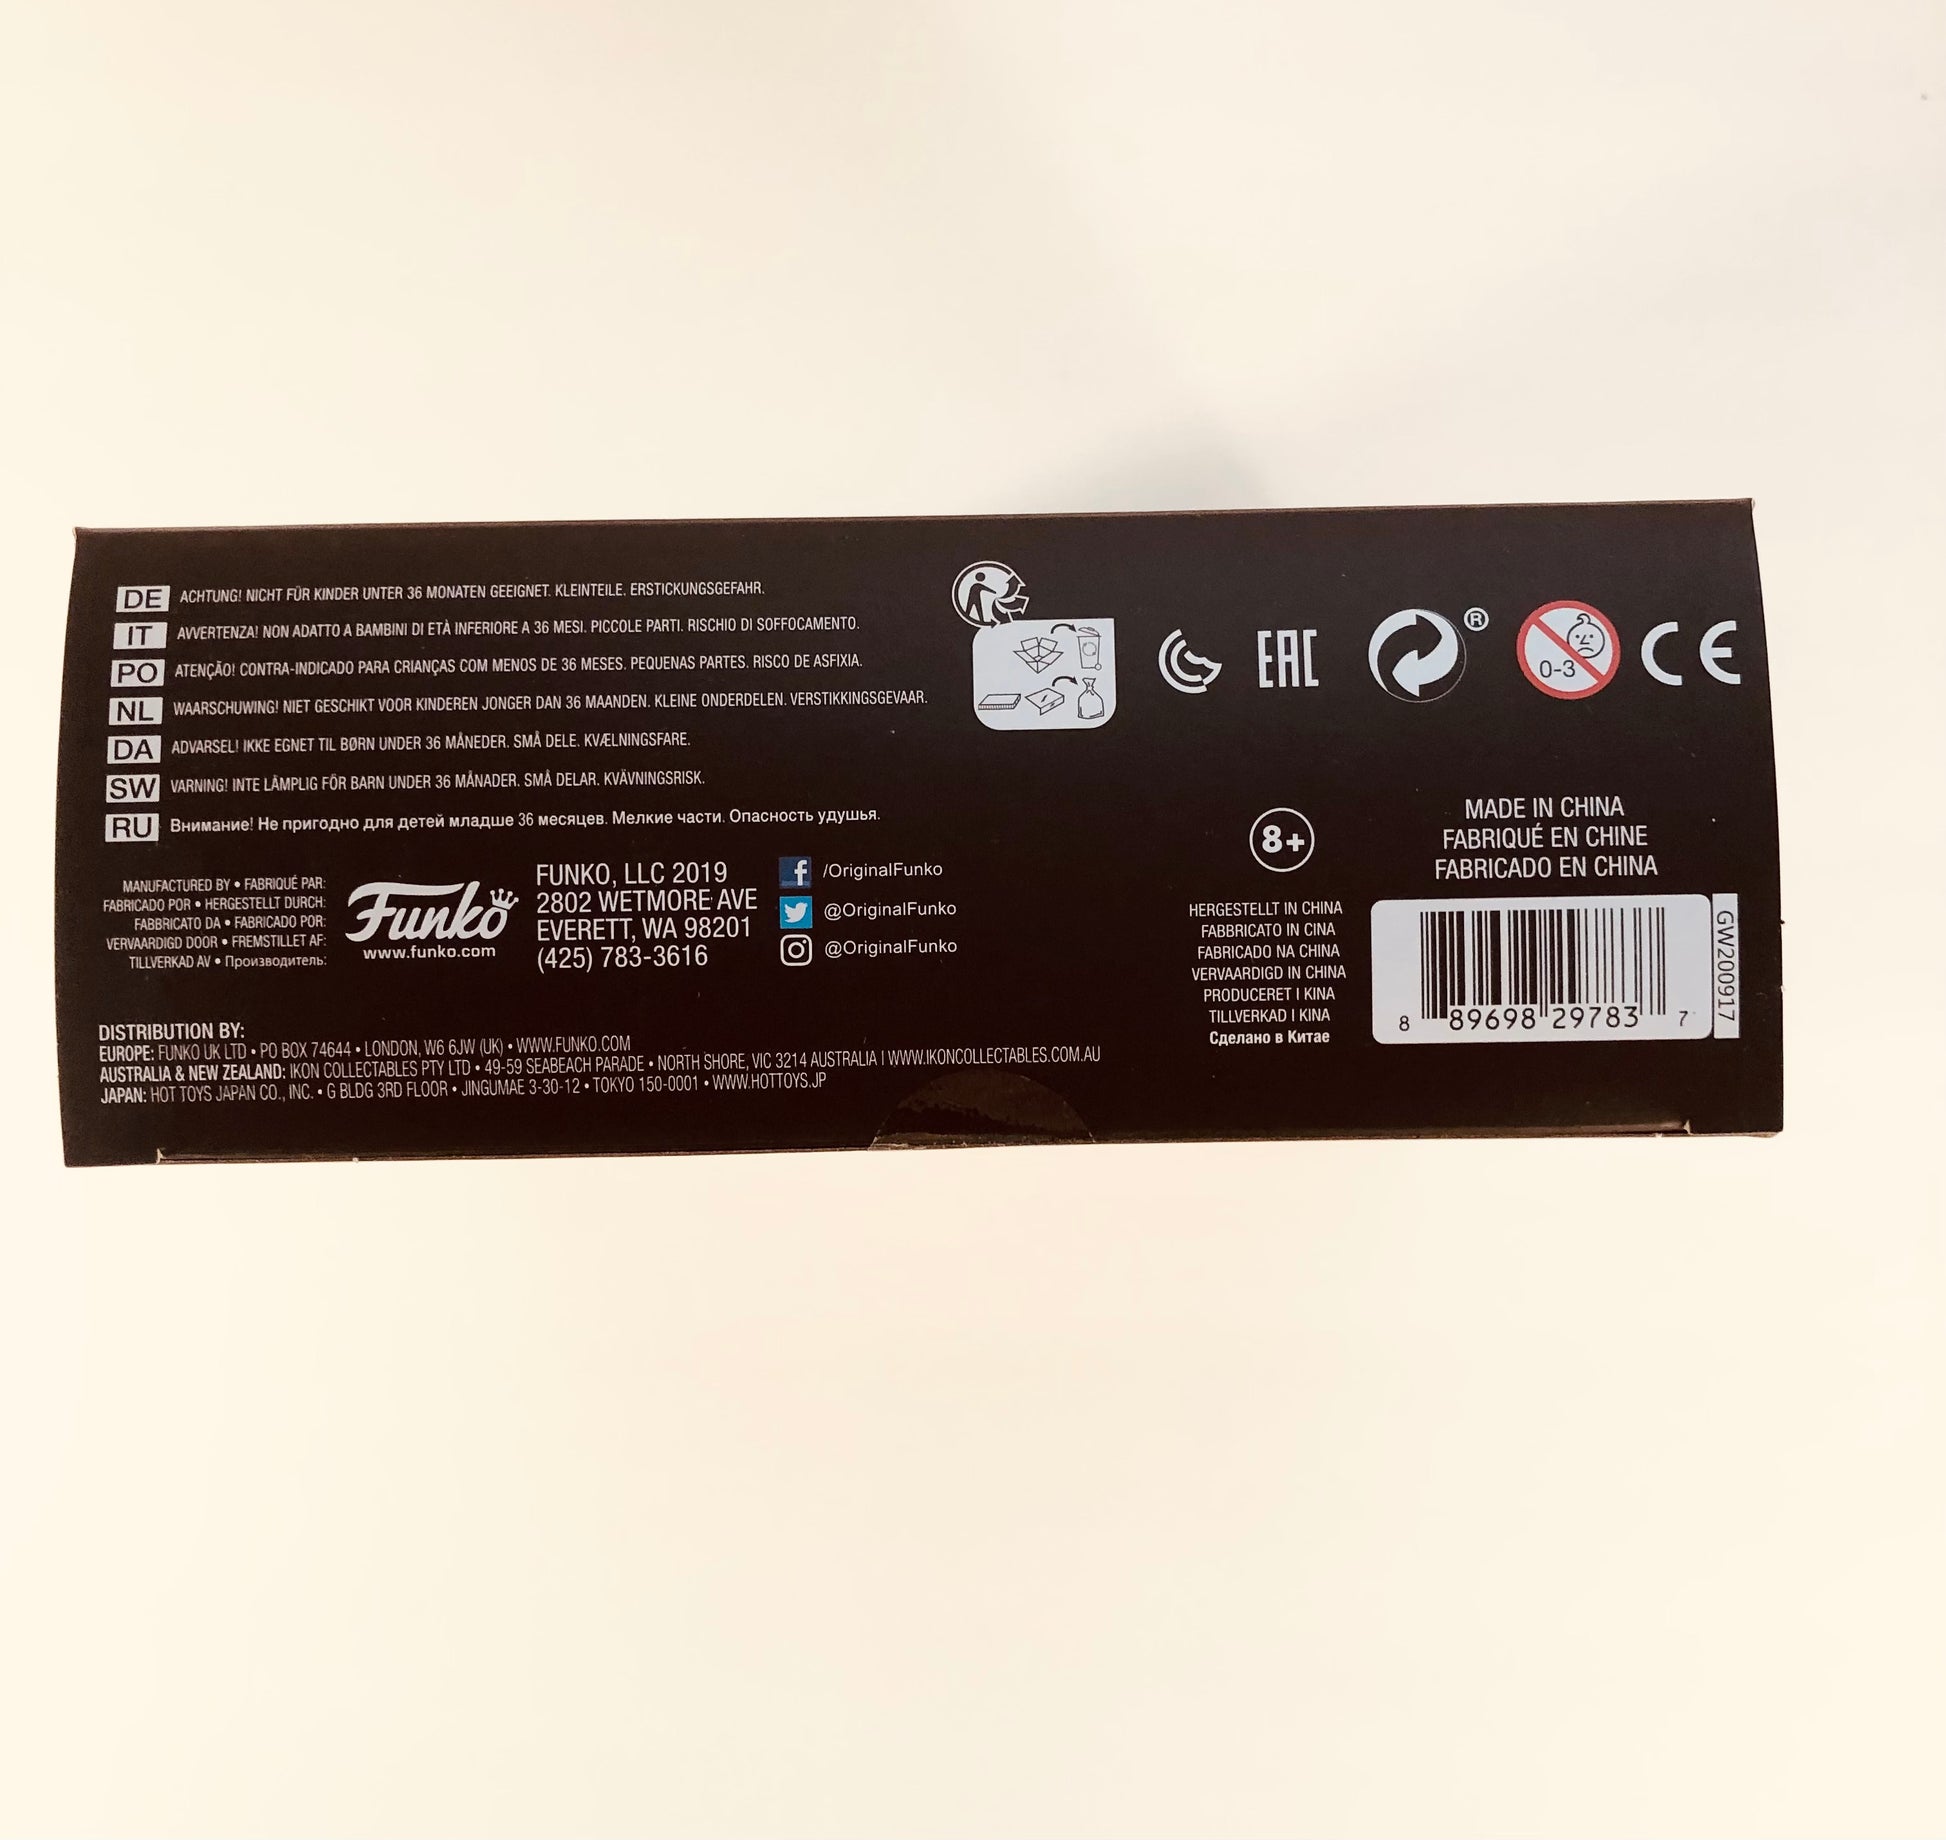 DE ACHTUNG! NICHT FÜR KINDER UNTER 36 MONATEN GEEIGNET. KLEINTEILE. ERSTICKUNGSGEFAHR.
IT AVVERTENZA! NON ADATTO A BAMBINI DI ETÀ INFERIORE A 36 MESI. PICCOLE PARTI. RISCHIO DI SOFFOCAMENTO.
PO ATENÇÃO! CONTRA-INDICADO PARA CRIANÇAS COM MENOS DE 36 MESES. PEQUENAS PARTES. RISCO DE ASFIXIA.
NL WAARSCHUWING! NIET GESCHIKT VOOR KINDEREN JONGER DAN 36 MAANDEN. KLEINE ONDERDELEN. VERSTIKKINGSGEVAAR.
DA ADVARSEL! IKKE EGNET TIL BØRN UNDER 36 MÅNEDER. SMÅ DELE. KVÆLNINGSFARE.
SW VARNING! INTE LÄMPLIG FÖR BARN UNDER 36 MÅNADER. SMÅ DELAR. KVÄVNINGSRISK.
RU Внимание! Не пригодно для детей младше 36 месяцев. Мелкие части. Опасность удушья.
MANUFACTURED BY • FABRIQUÉ PAR:
FABRICADO POR • HERGESTELLT DURCH:
FABBRICATO DA • FABRICADO POR:
VERVAARDIGD DOOR • FREMSTILLET AF:
TILLVERKAD AV • Производитель:
Funko
www.funko.com
FUNKO, LLC 2019
2802 WETMORE AVE
EVERETT, WA 98201
(425) 783-3616
f /OriginalFunko
@OriginalFunko
@OriginalFunko
DISTRIBUTION BY:
EUROPE: FUNKO UK LTD • PO BOX 74644 • LONDON, W6 6JW (UK) • WWW.FUNKO.COM
AUSTRALIA & NEW ZEALAND: IKON COLLECTABLES PTY LTD • 49-59 SEABEACH PARADE • NORTH SHORE, VIC 3214 AUSTRALIA | WWW.IKONCOLLECTABLES.COM.AU
JAPAN: HOT TOYS JAPAN CO., INC. • G BLDG 3RD FLOOR • JINGUMAE 3-30-12 • TOKYO 150-0001 • WWW.HOTTOYS.JP
EAC
®
0-3
CE
8+
MADE IN CHINA
FABRIQUÉ EN CHINE
FABRICADO EN CHINA
HERGESTELLT IN CHINA
FABBRICATO IN CINA
FABRICADO NA CHINA
VERVAARDIGD IN CHINA
PRODUCERET I KINA
TILLVERKAD I KINA
Сделано в Китае
8 89698 29783 7
GW200917